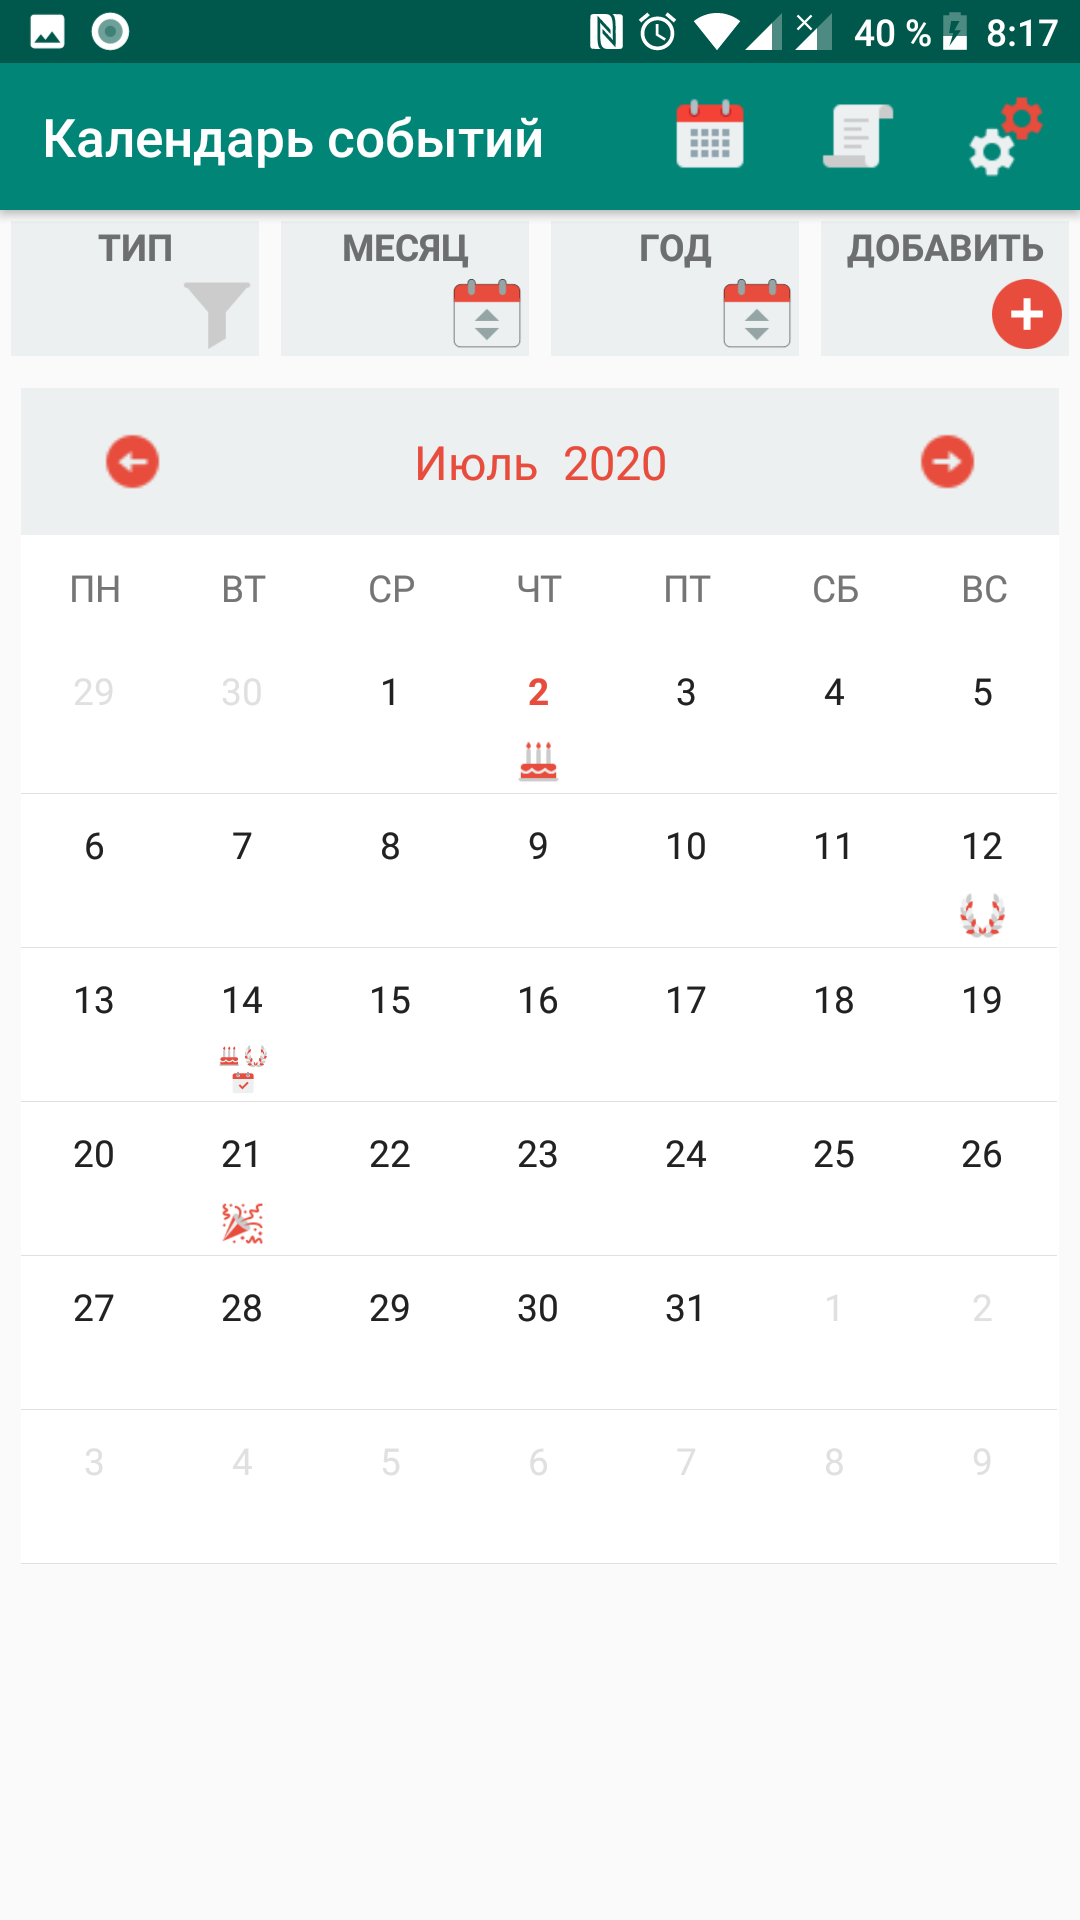 40 % 8:17
Календарь событий
ТИП МЕСЯЦ ГОД ДОБАВИТЬ
Июль 2020
ПН ВТ СР ЧТ ПТ СБ ВС
29 30 1 2 3 4 5
6 7 8 9 10 11 12
13 14 15 16 17 18 19
20 21 22 23 24 25 26
27 28 29 30 31 1 2
3 4 5 6 7 8 9